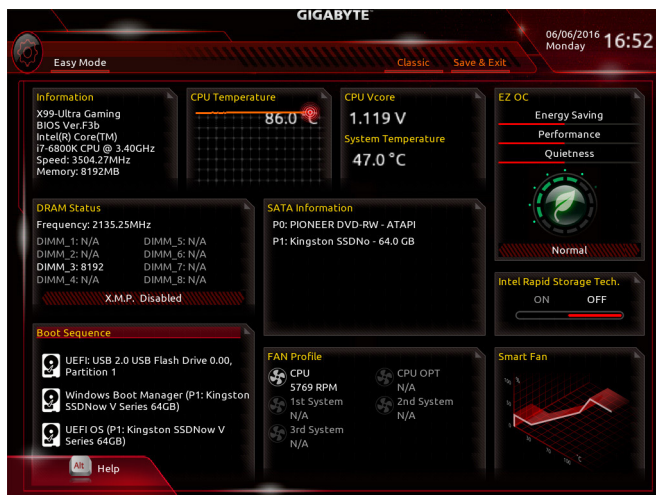 GIGABYTE™
06/06/2016
Monday
16:52
Easy Mode
Classic
Save & Exit
Information
X99-Ultra Gaming
BIOS Ver.F3b
Intel(R) Core(TM)
i7-6800K CPU @ 3.40GHz
Speed: 3504.27MHz
Memory: 8192MB
CPU Temperature
86.0 °C
CPU Vcore
1.119 V
System Temperature
47.0 °C
EZ OC
Energy Saving
Performance
Quietness
Normal
DRAM Status
Frequency: 2135.25MHz
DIMM_1: N/A
DIMM_5: N/A
DIMM_2: N/A
DIMM_6: N/A
DIMM_3: 8192
DIMM_7: N/A
DIMM_4: N/A
DIMM_8: N/A
X.M.P. Disabled
SATA Information
P0: PIONEER DVD-RW - ATAPI
P1: Kingston SSDNo - 64.0 GB
Intel Rapid Storage Tech.
ON
OFF
Boot Sequence
UEFI: USB 2.0 USB Flash Drive 0.00,
Partition 1
Windows Boot Manager (P1: Kingston
SSDNow V Series 64GB)
UEFI OS (P1: Kingston SSDNow V
Series 64GB)
FAN Profile
CPU
5769 RPM
CPU OPT
N/A
1st System
N/A
2nd System
N/A
3rd System
N/A
Smart Fan
°C
Alt
Help